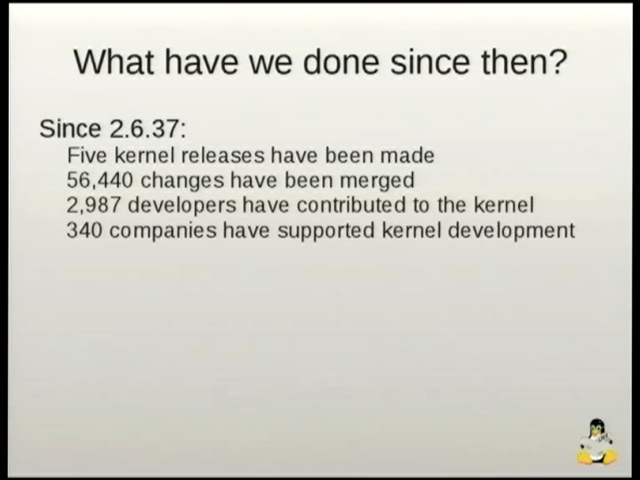 What have we done since then?
Since 2.6.37:
Five kernel releases have been made
56,440 changes have been merged
2,987 developers have contributed to the kernel
340 companies have supported kernel development